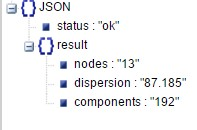 JSON
status : "ok"
result
nodes : "13"
dispersion : "87.185"
components : "192"